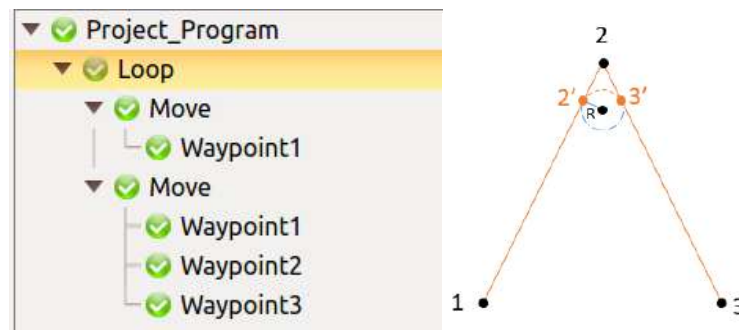 Project_Program
Loop
Move
Waypoint1
Move
Waypoint1
Waypoint2
Waypoint3
2
2' 3'
R
1 3